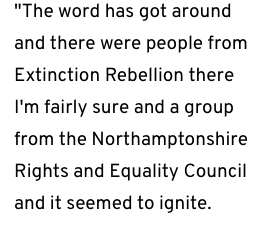 "The word has got around
and there were people from
Extinction Rebellion there
I'm fairly sure and a group
from the Northamptonshire
Rights and Equality Council
and it seemed to ignite.